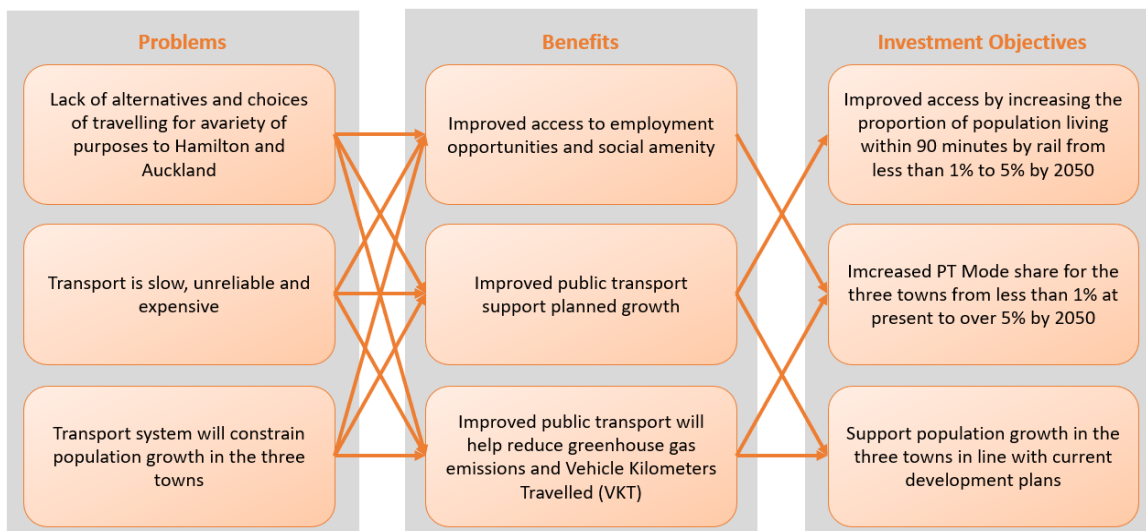 Problems
Lack of alternatives and choices
of travelling for avariety of
purposes to Hamilton and
Auckland
Transport is slow, unreliable and
expensive
Transport system will constrain
population growth in the three
towns
Benefits
Improved access to employment
opportunities and social amenity
Improved public transport
support planned growth
Improved public transport will
help reduce greenhouse gas
emissions and Vehicle Kilometers
Travelled (VKT)
Investment Objectives
Improved access by increasing the
proportion of population living
within 90 minutes by rail from
less than 1% to 5% by 2050
Imcreased PT Mode share for the
three towns from less than 1% at
present to over 5% by 2050
Support population growth in the
three towns in line with current
development plans